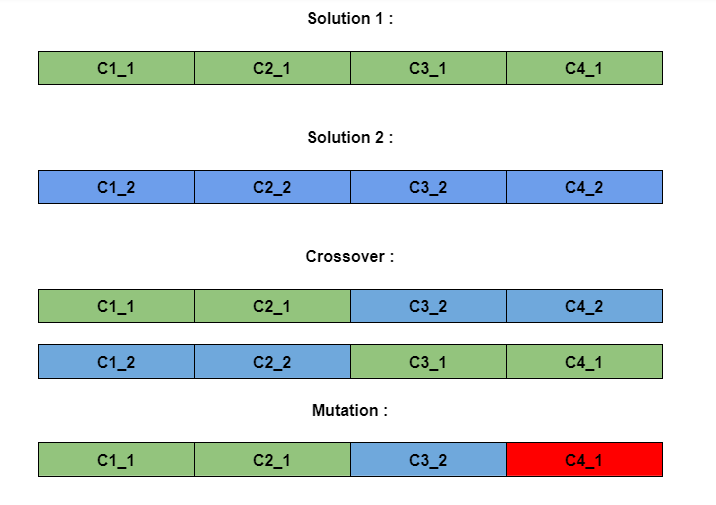 Solution 1 :
C1_1 C2_1 C3_1 C4_1
Solution 2 :
C1_2 C2_2 C3_2 C4_2
Crossover :
C1_1 C2_1 C3_2 C4_2
C1_2 C2_2 C3_1 C4_1
Mutation :
C1_1 C2_1 C3_2 C4_1